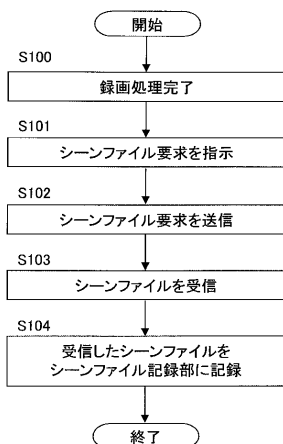 開始
S100
録画処理完了
S101
シーンファイル要求を指示
S102
シーンファイル要求を送信
S103
シーンファイルを受信
S104
受信したシーンファイルを
シーンファイル記録部に記録
終了